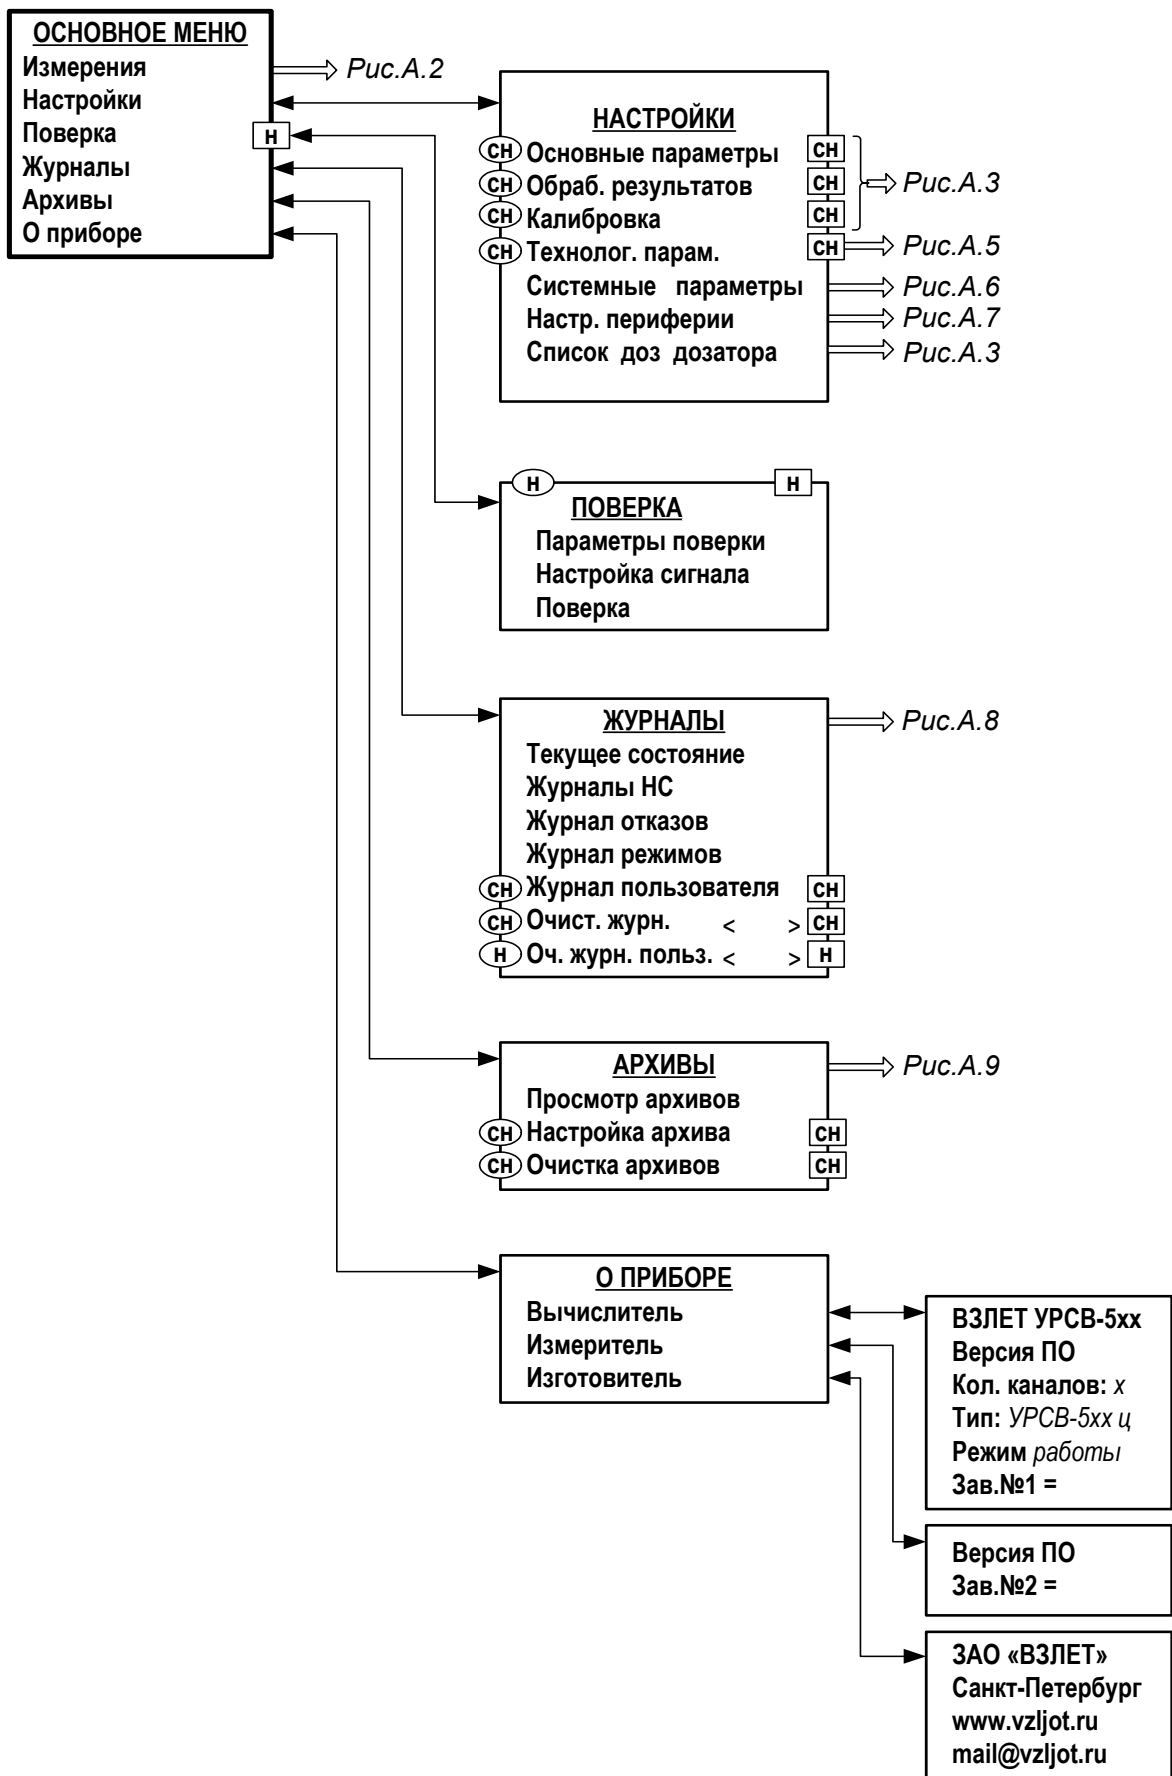 ОСНОВНОЕ МЕНЮ
Измерения
Рис.А.2
Настройки
Поверка
Н
Журналы
Архивы
О приборе
НАСТРОЙКИ
СН Основные параметры СН
СН Обраб. результатов СН
Рис.А.3
СН Калибровка СН
СН Технолог. парам. СН Рис.А.5
Системные параметры Рис.А.6
Настр. периферии Рис.А.7
Список доз дозатора Рис.А.3
Н Н
ПОВЕРКА
Параметры поверки
Настройка сигнала
Поверка
ЖУРНАЛЫ Рис.А.8
Текущее состояние
Журналы НС
Журнал отказов
Журнал режимов
СН Журнал пользователя СН
СН Очист. журн. < > СН
Н Оч. журн. польз. < > Н
АРХИВЫ Рис.А.9
Просмотр архивов
СН Настройка архива СН
СН Очистка архивов СН
О ПРИБОРЕ
Вычислитель
Измеритель
Изготовитель
ВЗЛЕТ УРСВ-5хх
Версия ПО
Кол. каналов: х
Тип: УРСВ-5хх ц
Режим работы
Зав.№1 =
Версия ПО
Зав.№2 =
ЗАО «ВЗЛЕТ»
Санкт-Петербург
www.vzljot.ru
mail@vzljot.ru